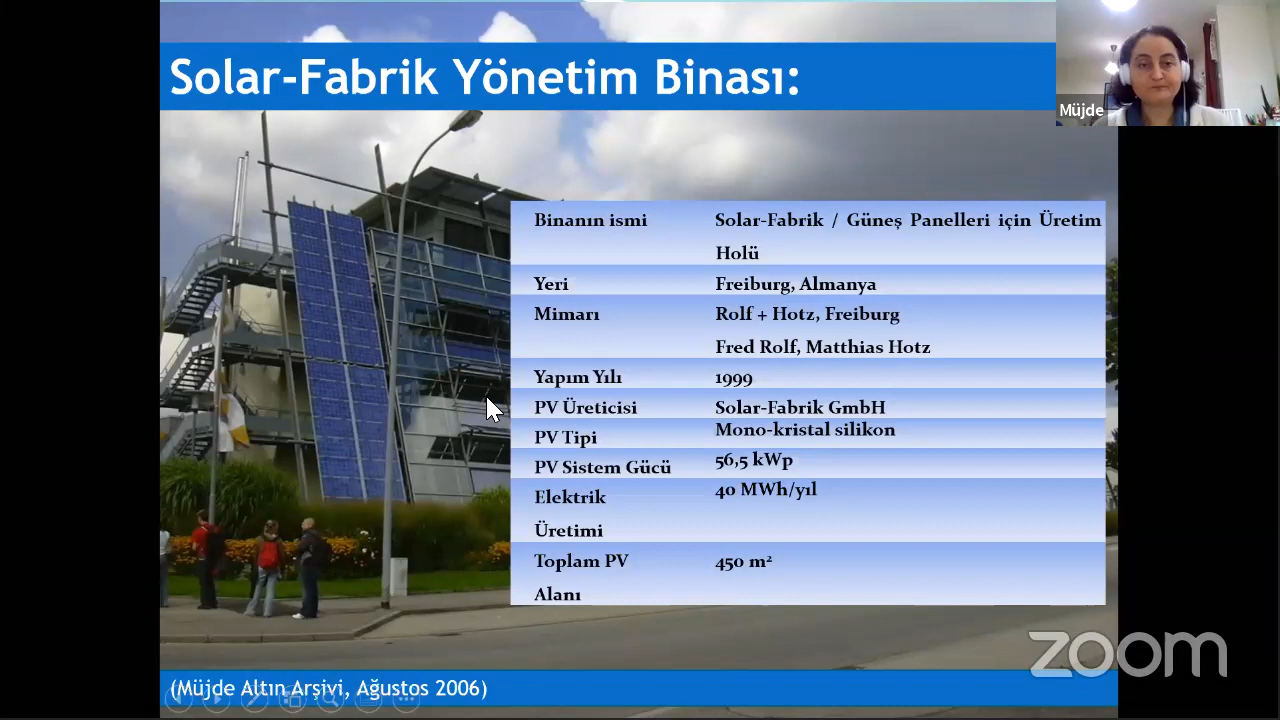 Solar-Fabrik Yönetim Binası:
Müjde
Binanın ismi Solar-Fabrik / Güneş Panelleri için Üretim
Holü
Yeri Freiburg, Almanya
Mimarı Rolf + Hotz, Freiburg
Fred Rolf, Matthias Hotz
Yapım Yılı 1999
PV Üreticisi Solar-Fabrik GmbH
PV Tipi Mono-kristal silikon
PV Sistem Gücü 56,5 kWp
Elektrik 40 MWh/yıl
Üretimi
Toplam PV 450 m²
Alanı
zoom
(Müjde Altın Arşivi, Ağustos 2006)